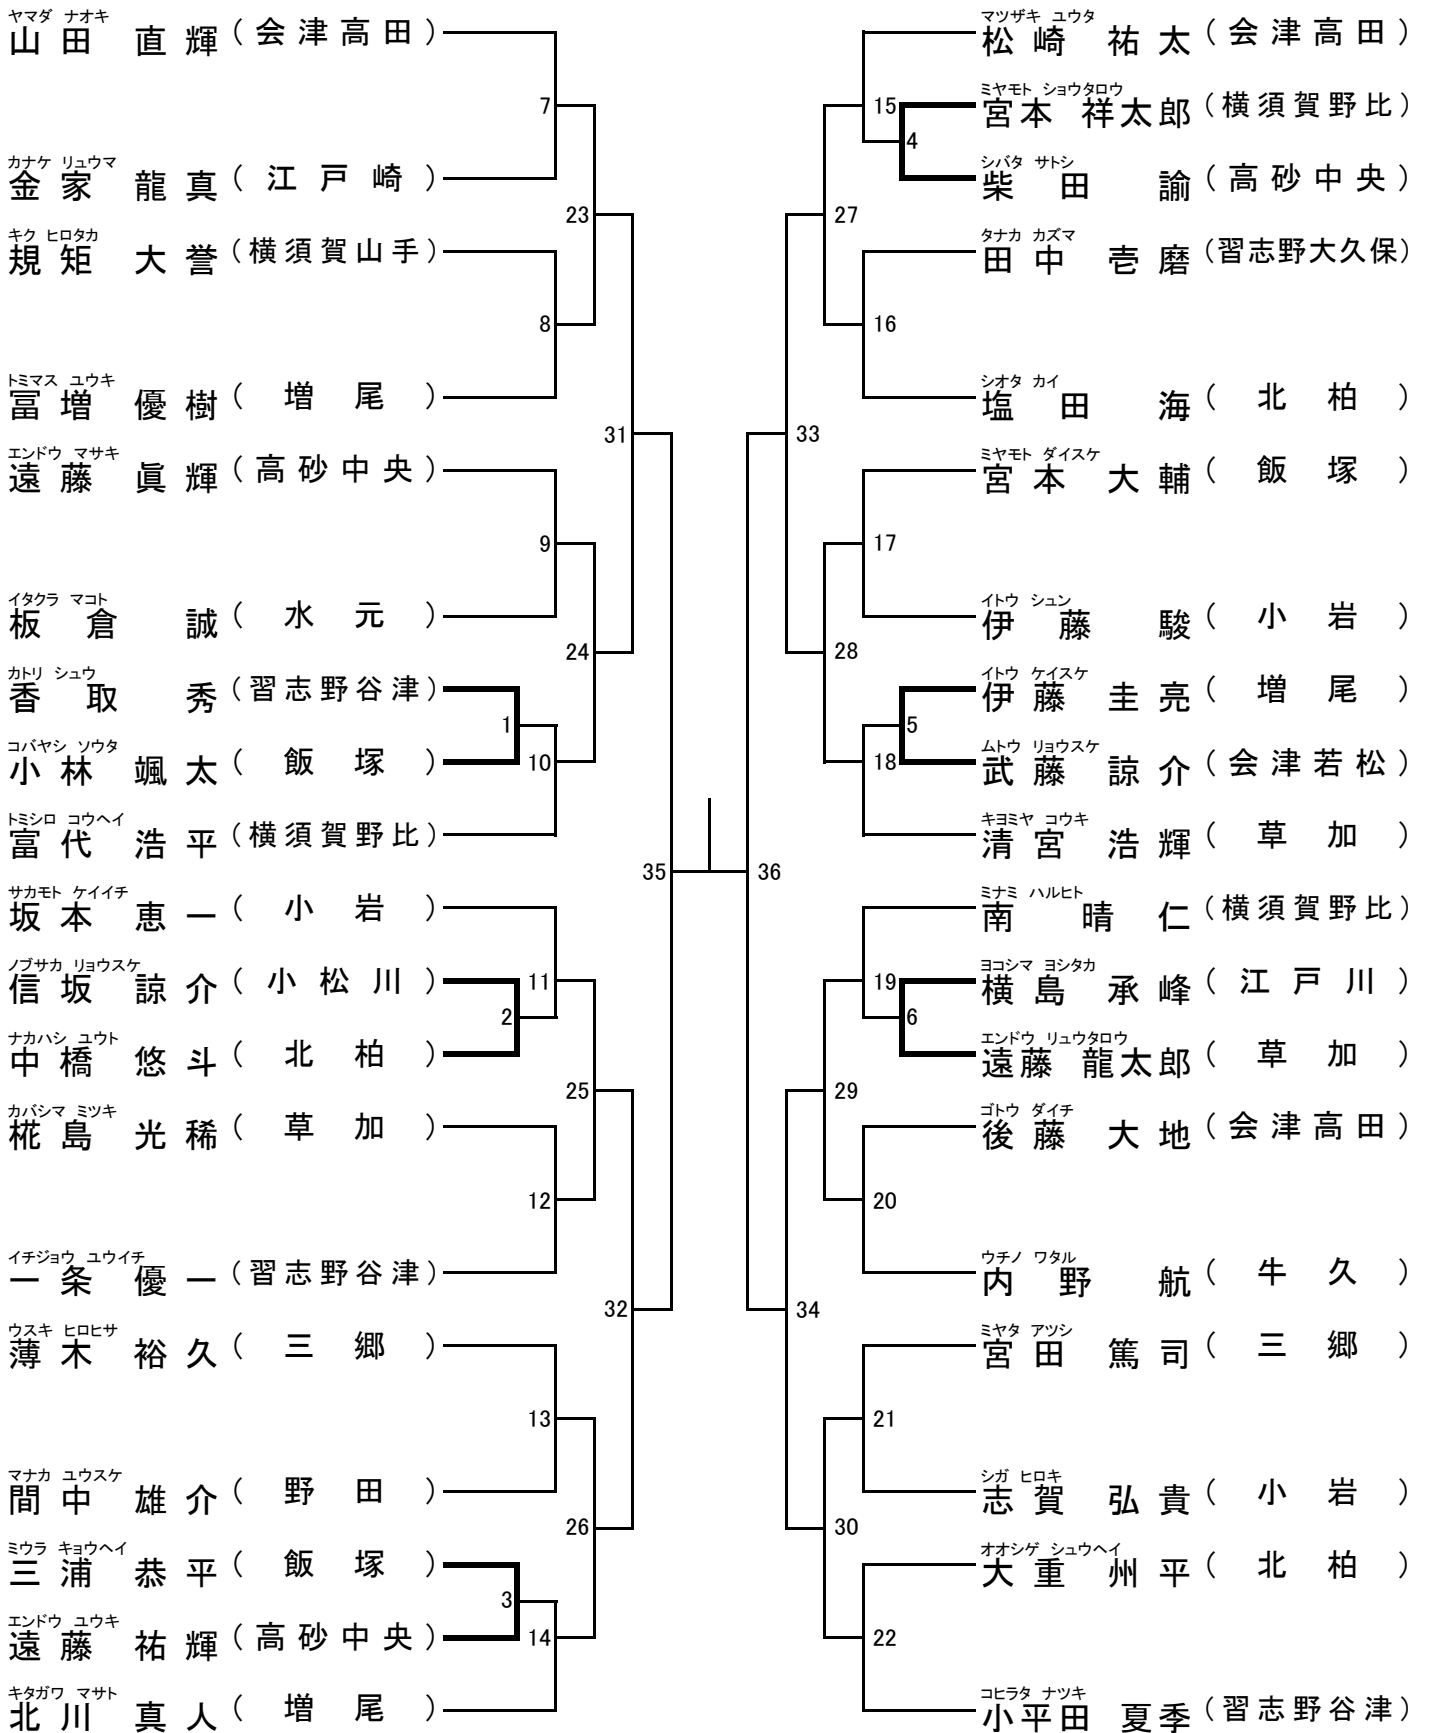 ヤマダ ナオキ
山田 直輝 (会津高田)
7
カナケ リュウマ
金家 龍真 (江戸崎)
23
キク ヒロタカ
規矩 大誉 (横須賀山手)
8
トミマス ユウキ
冨増 優樹 (増尾)
31
エンドウ マサキ
遠藤 眞輝 (高砂中央)
9
イタクラ マコト
板倉 誠 (水元)
24
カトリ シュウ
香取 秀 (習志野谷津)
1
コバヤシ ソウタ
小林 颯太 (飯塚)
10
トミシロ コウヘイ
富代 浩平 (横須賀野比)
35
サカモト ケイイチ
坂本 恵一 (小岩)
ノブサカ リョウスケ
信坂 諒介 (小松川)
11
2
ナカハシ ユウト
中橋 悠斗 (北柏)
25
カバシマ ミツキ
椛島 光稀 (草加)
12
イチジョウ ユウイチ
一条 優一 (習志野谷津)
32
ウスキ ヒロヒサ
薄木 裕久 (三郷)
13
マナカ ユウスケ
間中 雄介 (野田)
26
ミウラ キョウヘイ
三浦 恭平 (飯塚)
3
エンドウ ユウキ
遠藤 祐輝 (高砂中央)
14
キタガワ マサト
北川 真人 (増尾)
マツザキ ユウタ
松崎 祐太 (会津高田)
15
ミヤモト ショウタロウ
宮本 祥太郎 (横須賀野比)
4
シバタ サトシ
柴田 諭 (高砂中央)
27
タナカ カズマ
田中 壱磨 (習志野大久保)
16
シオタ カイ
塩田 海 (北柏)
33
ミヤモト ダイスケ
宮本 大輔 (飯塚)
17
イトウ シュン
伊藤 駿 (小岩)
28
イトウ ケイスケ
伊藤 圭亮 (増尾)
5
ムトウ リョウスケ
武藤 諒介 (会津若松)
18
キヨミヤ コウキ
清宮 浩輝 (草加)
36
ミナミ ハルヒト
南 晴仁 (横須賀野比)
19
ヨコシマ ヨシタカ
横島 承峰 (江戸川)
6
エンドウ リュウタロウ
遠藤 龍太郎 (草加)
29
ゴトウ ダイチ
後藤 大地 (会津高田)
20
ウチノ ワタル
内野 航 (牛久)
34
ミヤタ アツシ
宮田 篤司 (三郷)
21
シガ ヒロキ
志賀 弘貴 (小岩)
30
オオシゲ シュウヘイ
大重 州平 (北柏)
22
コヒラタ ナツキ
小平田 夏季 (習志野谷津)